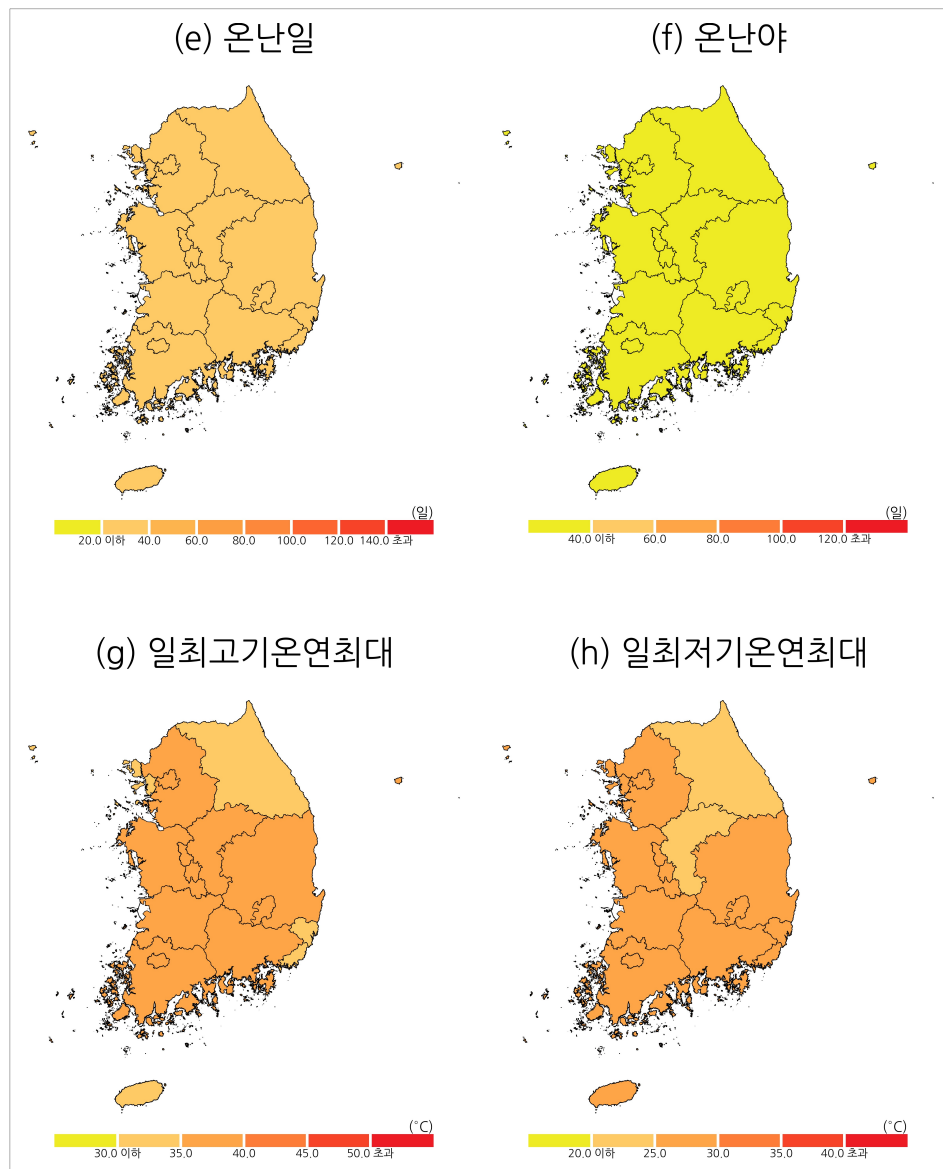 (e) 온난일
(f) 온난야
(일)
20.0 이하 40.0 60.0 80.0 100.0 120.0 140.0 초과
(일)
40.0 이하 60.0 80.0 100.0 120.0 초과
(g) 일최고기온연최대
(h) 일최저기온연최대
(°C)
30.0 이하 35.0 40.0 45.0 50.0 초과
(°C)
20.0 이하 25.0 30.0 35.0 40.0 초과